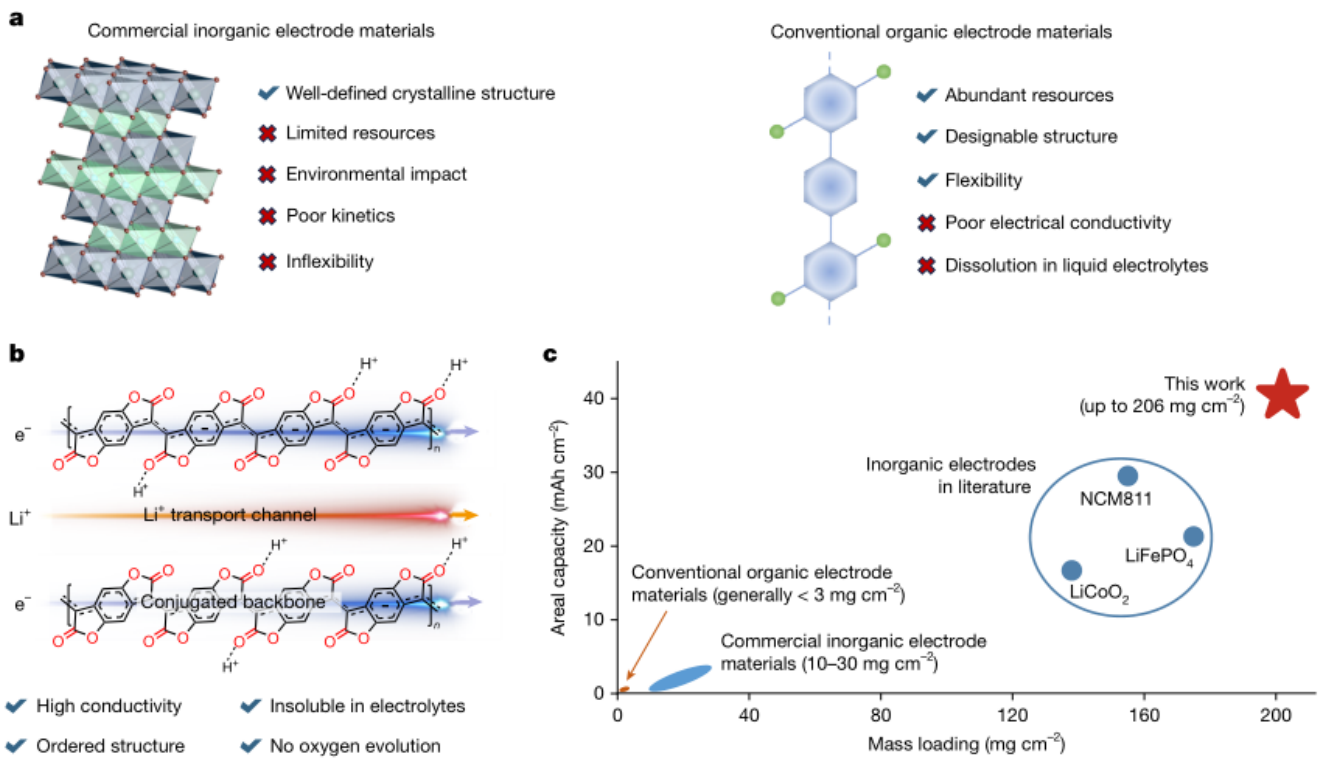 a
Commercial inorganic electrode materials
Well-defined crystalline structure
Limited resources
Environmental impact
Poor kinetics
Inflexibility
Conventional organic electrode materials
Abundant resources
Designable structure
Flexibility
Poor electrical conductivity
Dissolution in liquid electrolytes
b
H⁺ H⁺
O O O O O O O O
e⁻
n
O O O O O O O O
H⁺
Li⁺ Li⁺ transport channel
H⁺ H⁺
O O O O O O O O
e⁻ Conjugated backbone
n
O O O O O O O O
H⁺
High conductivity
Insoluble in electrolytes
Ordered structure
No oxygen evolution
c
Areal capacity (mAh cm⁻²)
40
30
20
10
0
This work
(up to 206 mg cm⁻²)
Inorganic electrodes
in literature
NCM811
LiFePO₄
LiCoO₂
Conventional organic electrode
materials (generally < 3 mg cm⁻²)
Commercial inorganic electrode
materials (10–30 mg cm⁻²)
0 40 80 120 160 200
Mass loading (mg cm⁻²)